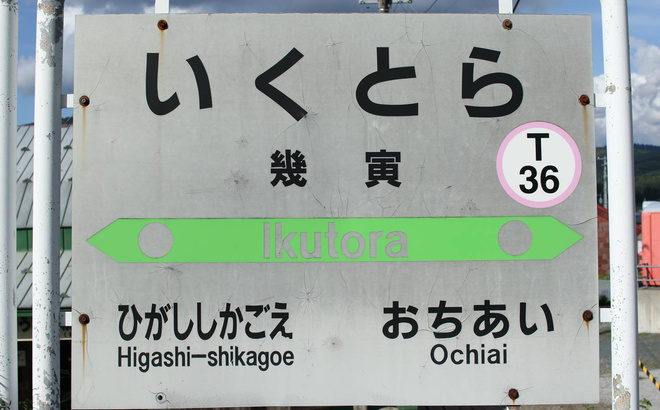 いくとら
幾寅
T
36
Ikutora
ひがししかごえ おちあい
Higashi-shikagoe Ochiai